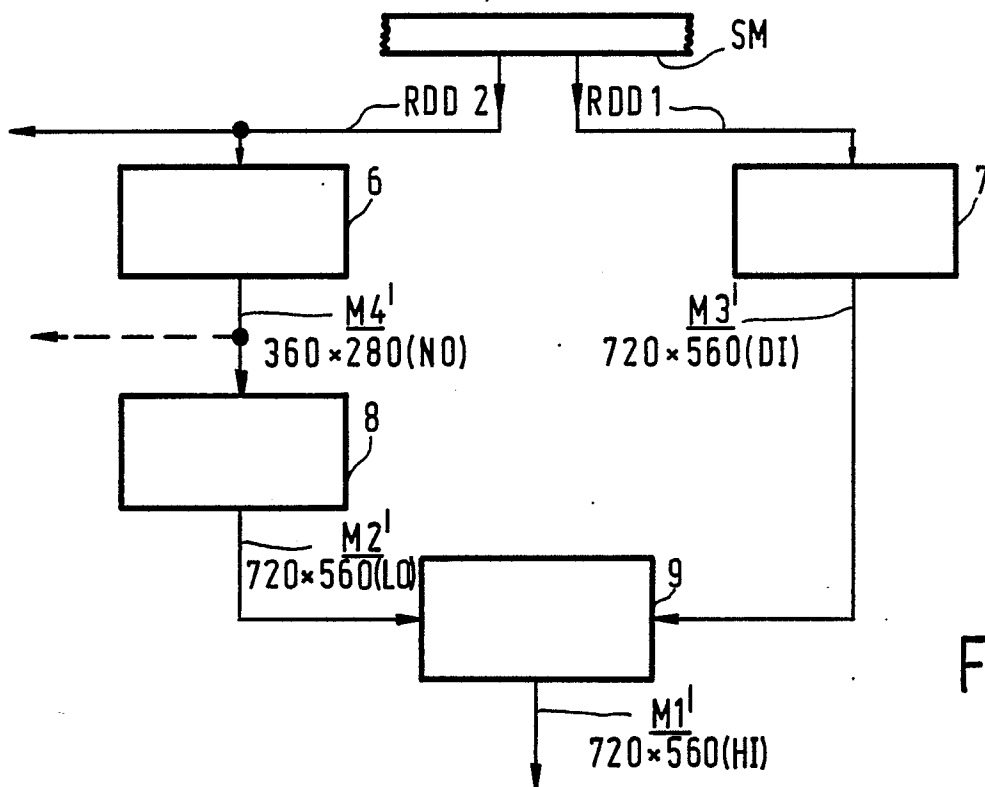 SM
RDD 2
RDD 1
6
7
M4'
360×280(NO)
M3'
720×560(DI)
8
M2'
720×560(LO)
9
F
M1'
720×560(HI)